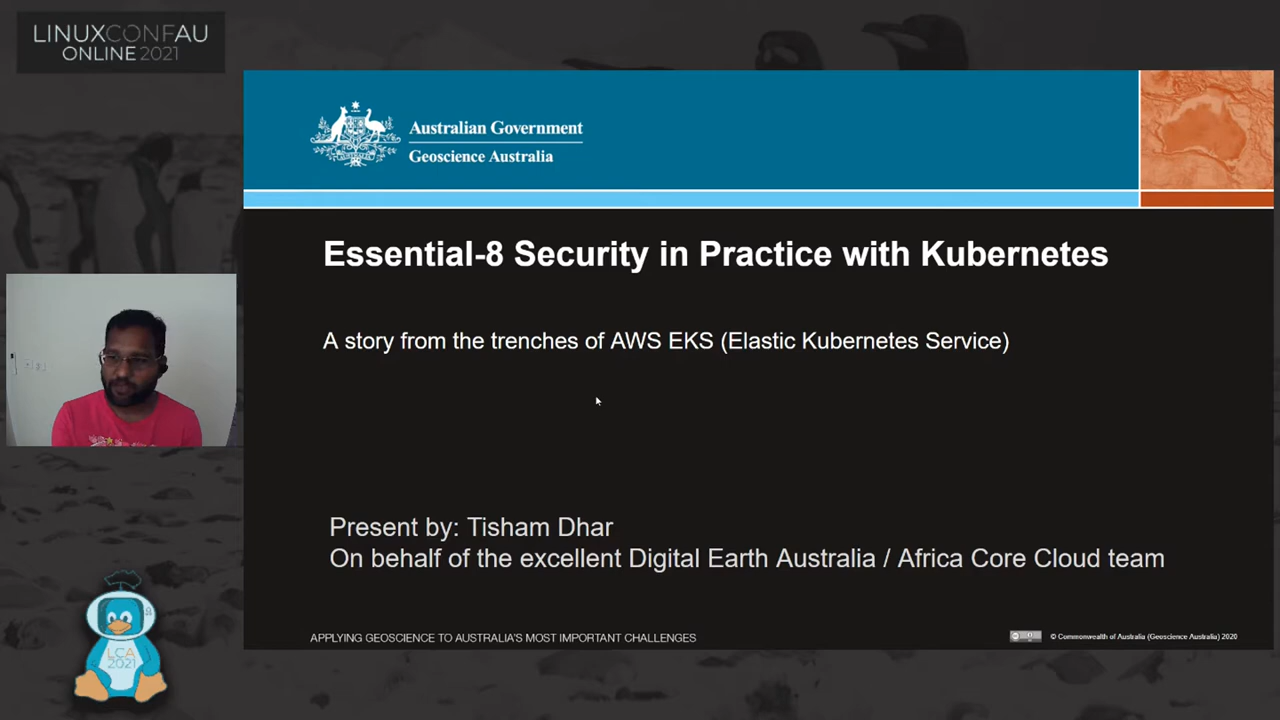 LINUXCONFAU
ONLINE 2021
Australian Government
Geoscience Australia
Essential-8 Security in Practice with Kubernetes
A story from the trenches of AWS EKS (Elastic Kubernetes Service)
Present by: Tisham Dhar
On behalf of the excellent Digital Earth Australia / Africa Core Cloud team
LCA
2021
APPLYING GEOSCIENCE TO AUSTRALIA'S MOST IMPORTANT CHALLENGES
© Commonwealth of Australia (Geoscience Australia) 2020